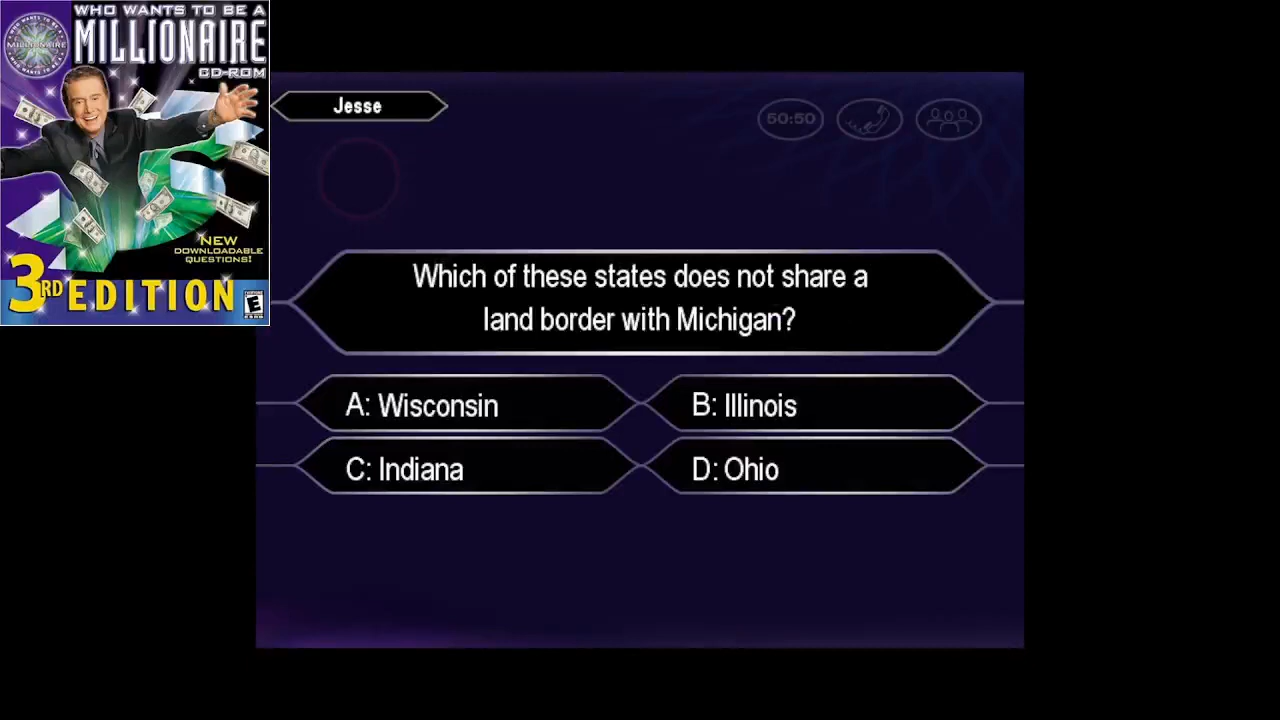 WHO WANTS TO BE A
MILLIONAIRE
CD-ROM
MILLIONAIRE
NEW
DOWNLOADABLE
QUESTIONS!
3RD EDITION
E
Jesse
50:50
Which of these states does not share a
land border with Michigan?
A: Wisconsin
B: Illinois
C: Indiana
D: Ohio